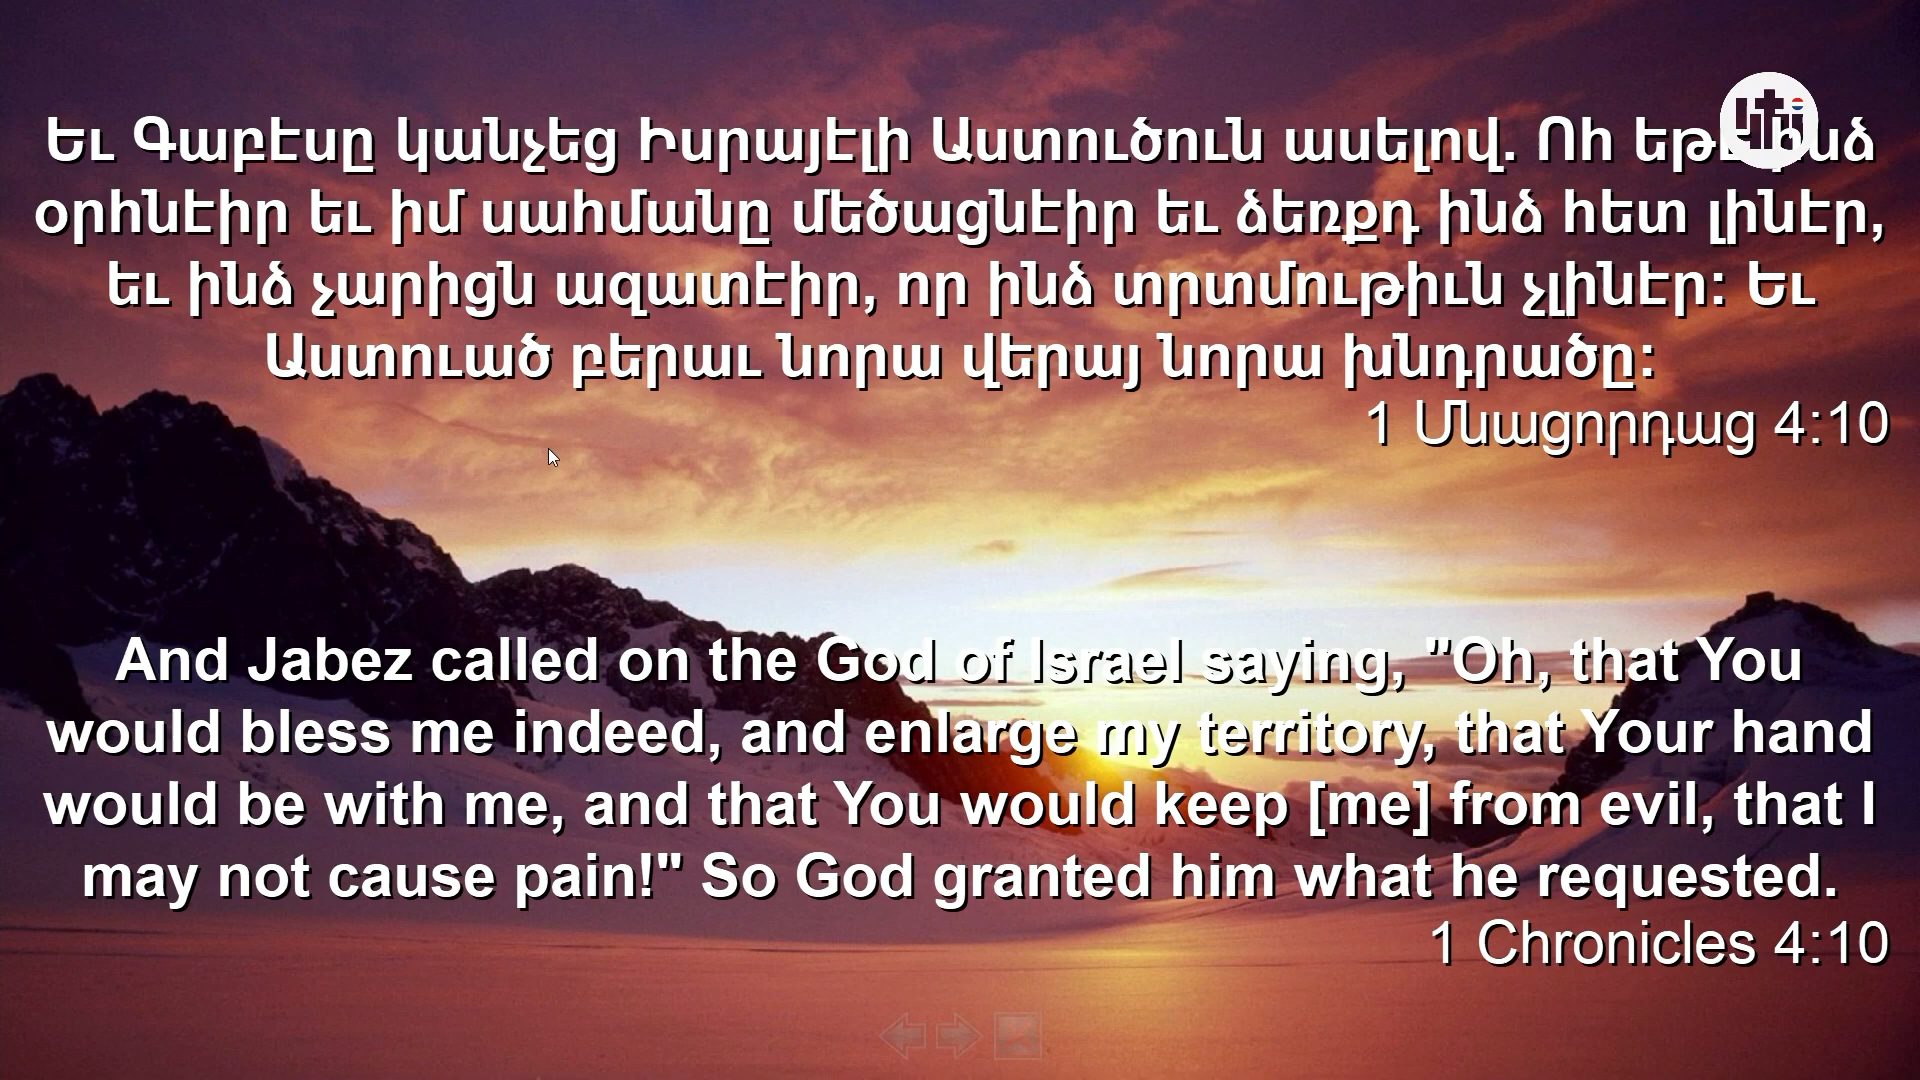 Եւ Գաբէսը կանչեց Իսրայէլի Աստուծուն ասելով. Ոհ եթէ ինձ
օրհնէիր եւ իմ սահմանը մեծացնէիր եւ ձեռքդ ինձ հետ լինէր,
եւ ինձ չարիցն ազատէիր, որ ինձ տրտմութիւն չլինէր: Եւ
Աստուած բերաւ նորա վերայ նորա խնդրածը:
1 Մնացորդաց 4:10
And Jabez called on the God of Israel saying, "Oh, that You
would bless me indeed, and enlarge my territory, that Your hand
would be with me, and that You would keep [me] from evil, that I
may not cause pain!" So God granted him what he requested.
1 Chronicles 4:10